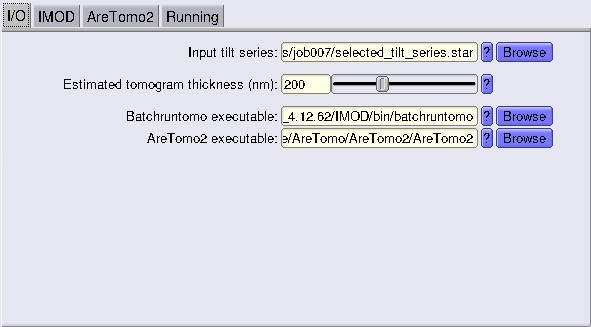 I/O IMOD AreTomo2 Running
Input tilt series: s/job007/selected_tilt_series.star ? Browse
Estimated tomogram thickness (nm): 200 ?
Batchruntomo executable: _4.12.62/IMOD/bin/batchruntomo ? Browse
AreTomo2 executable: e/AreTomo/AreTomo2/AreTomo2 ? Browse